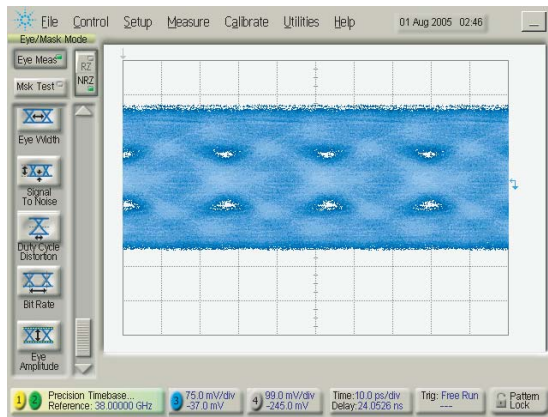 File Control Setup Measure Calibrate Utilities Help 01 Aug 2005 02:46
Eye/Mask Mode
Eye Meas
RZ
NRZ
Msk Test
Eye Width
Signal
To Noise
Duty Cycle
Distortion
Bit Rate
Eye
Amplitude
1 2 Precision Timebase...
Reference: 38.00000 GHz
3 75.0 mV/div
-37.0 mV
4 99.0 mV/div
-245.0 mV
Time:10.0 ps/div
Delay:24.0526 ns
Trig: Free Run
---
Pattern
Lock